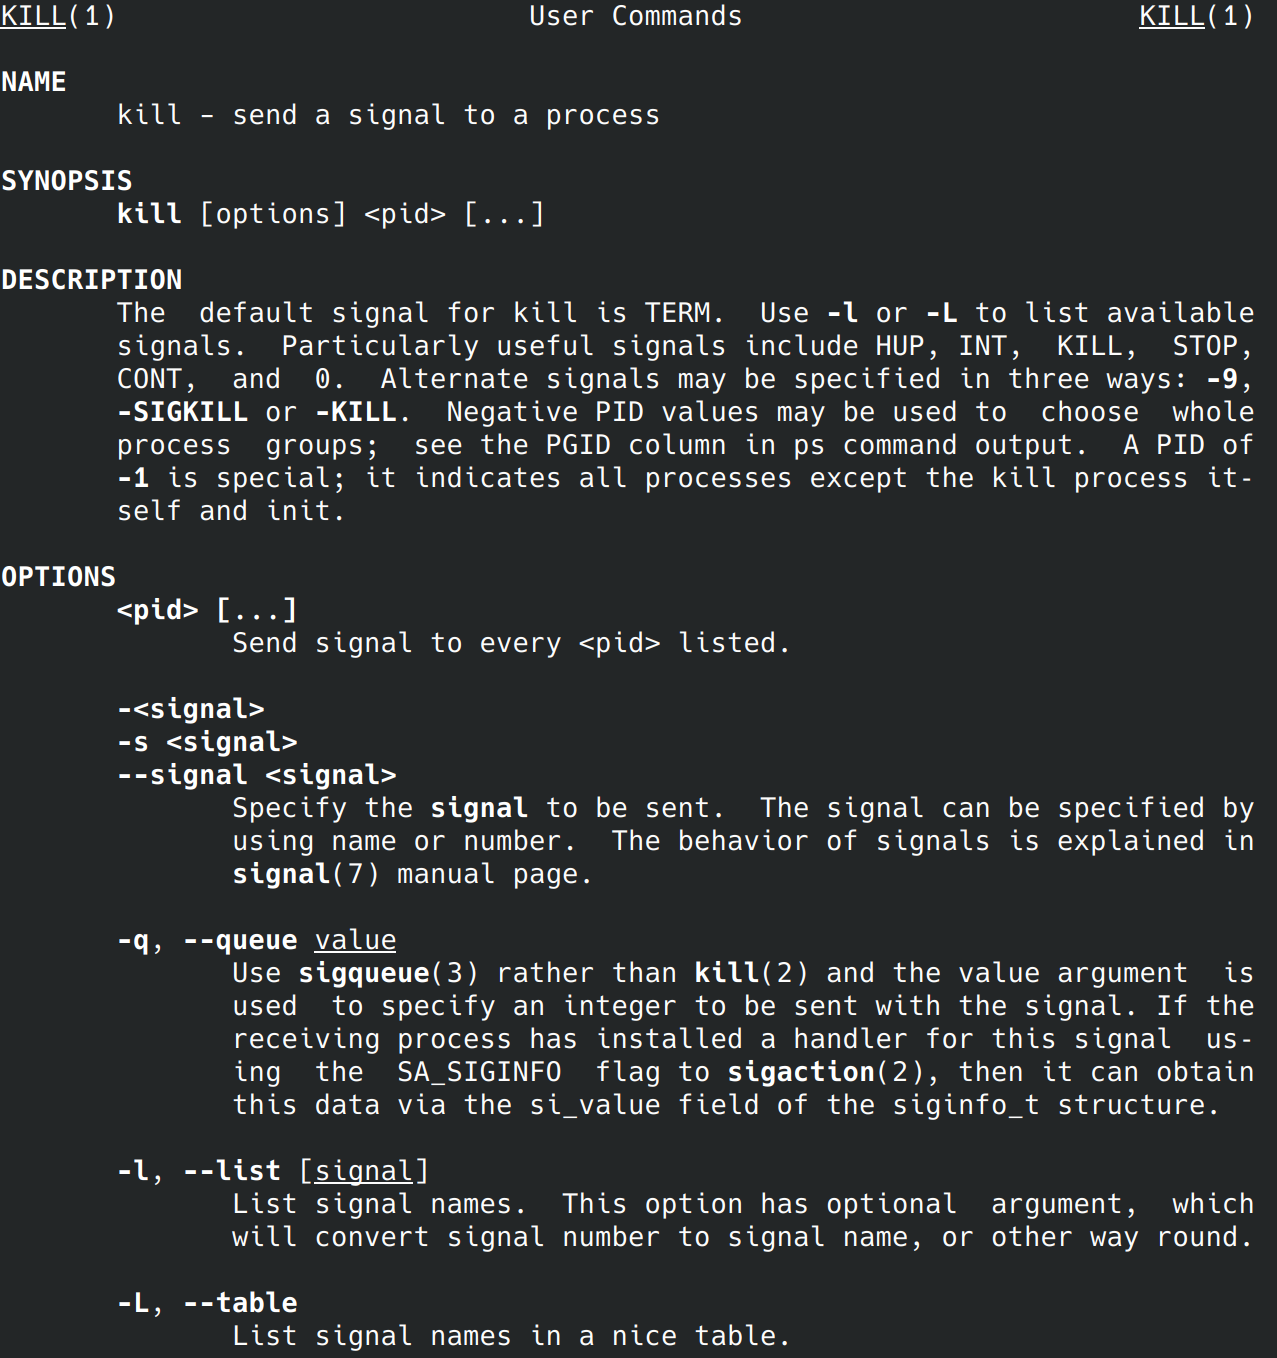 KILL(1)                         User Commands                        KILL(1)
NAME
kill - send a signal to a process
SYNOPSIS
kill [options] <pid> [...]
DESCRIPTION
The  default signal for kill is TERM.  Use -l or -L to list available
signals.  Particularly useful signals include HUP, INT,  KILL,  STOP,
CONT,  and  0.  Alternate signals may be specified in three ways: -9,
-SIGKILL or -KILL.  Negative PID values may be used to  choose  whole
process  groups;  see the PGID column in ps command output.  A PID of
-1 is special; it indicates all processes except the kill process it-
self and init.
OPTIONS
<pid> [...]
Send signal to every <pid> listed.
-<signal>
-s <signal>
--signal <signal>
Specify the signal to be sent.  The signal can be specified by
using name or number.  The behavior of signals is explained in
signal(7) manual page.
-q, --queue value
Use sigqueue(3) rather than kill(2) and the value argument  is
used  to specify an integer to be sent with the signal. If the
receiving process has installed a handler for this signal  us-
ing  the  SA_SIGINFO  flag to sigaction(2), then it can obtain
this data via the si_value field of the siginfo_t structure.
-l, --list [signal]
List signal names.  This option has optional  argument,  which
will convert signal number to signal name, or other way round.
-L, --table
List signal names in a nice table.